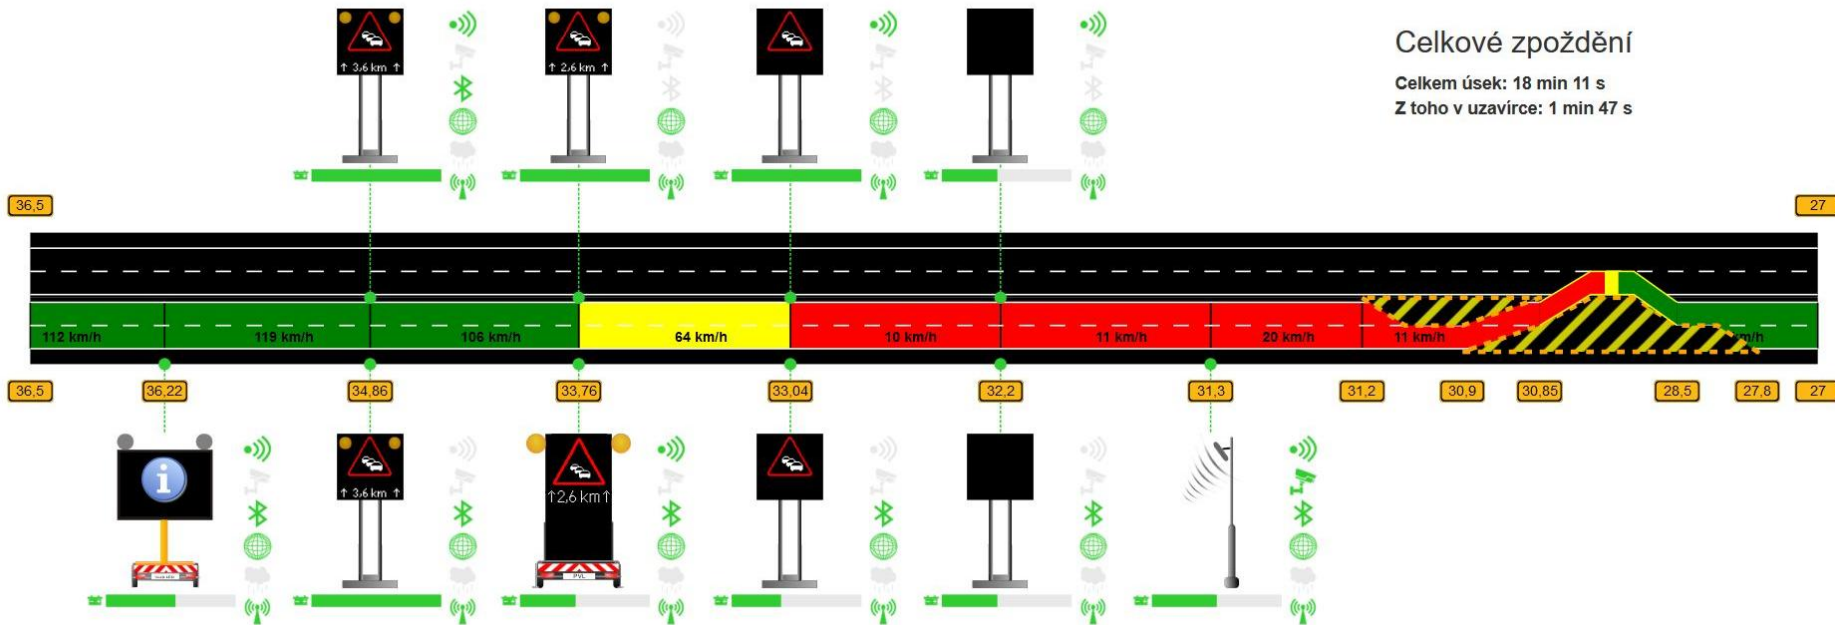 Celkové zpoždění
Celkem úsek: 18 min 11 s
Z toho v uzavírce: 1 min 47 s
↑ 3,6 km ↑
↑ 2,6 km ↑
36,5
27
112 km/h
119 km/h
106 km/h
64 km/h
10 km/h
11 km/h
20 km/h
11 km/h
m/h
36,5
36,22
34,86
33,76
33,04
32,2
31,3
31,2
30,9
30,85
28,5
27,8
27
i
↑ 3,6 km ↑
↑2,6 km↑
PVL